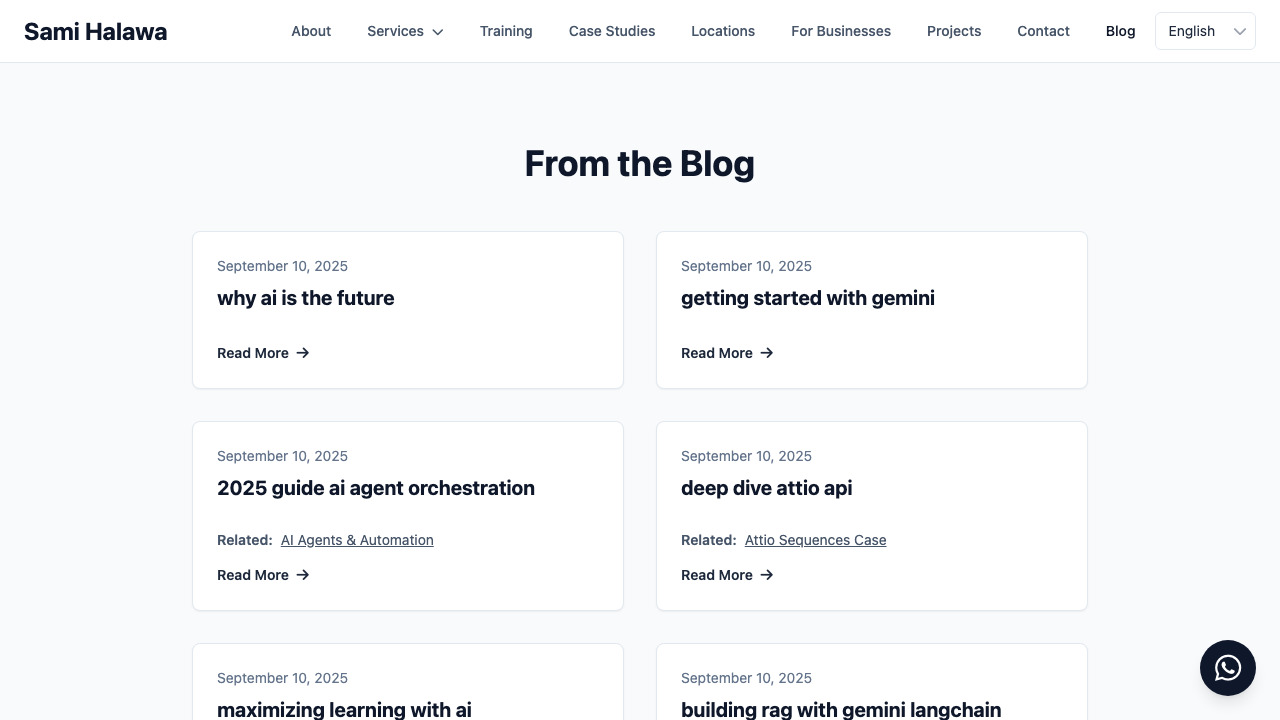 Sami Halawa
About
Services
Training
Case Studies
Locations
For Businesses
Projects
Contact
Blog
English
From the Blog
September 10, 2025
why ai is the future
Read More
September 10, 2025
getting started with gemini
Read More
September 10, 2025
2025 guide ai agent orchestration
Related: AI Agents & Automation
Read More
September 10, 2025
deep dive attio api
Related: Attio Sequences Case
Read More
September 10, 2025
maximizing learning with ai
September 10, 2025
building rag with gemini langchain